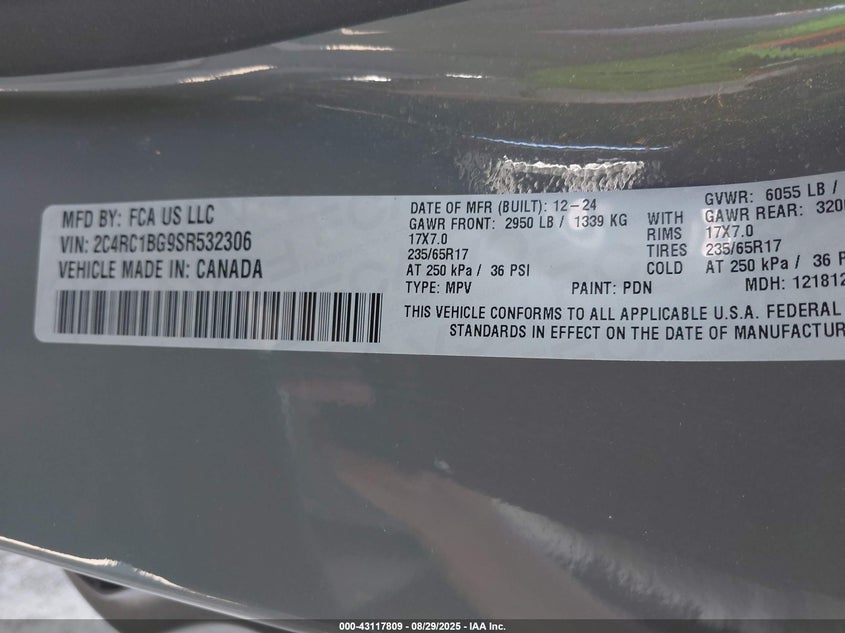 MFD BY: FCA US LLC
VIN: 2C4RC1BG9SR532306
VEHICLE MADE IN: CANADA
DATE OF MFR (BUILT): 12-24
GVWR: 6055 LB /
GAWR FRONT: 2950 LB / 1339 KG WITH GAWR REAR: 320
17X7.0 RIMS 17X7.0
235/65R17 TIRES 235/65R17
AT 250 kPa / 36 PSI COLD AT 250 kPa / 36 P
TYPE: MPV PAINT: PDN MDH: 121812
THIS VEHICLE CONFORMS TO ALL APPLICABLE U.S.A. FEDERAL
STANDARDS IN EFFECT ON THE DATE OF MANUFACTUR
000-43117809 - 08/29/2025 - IAA Inc.